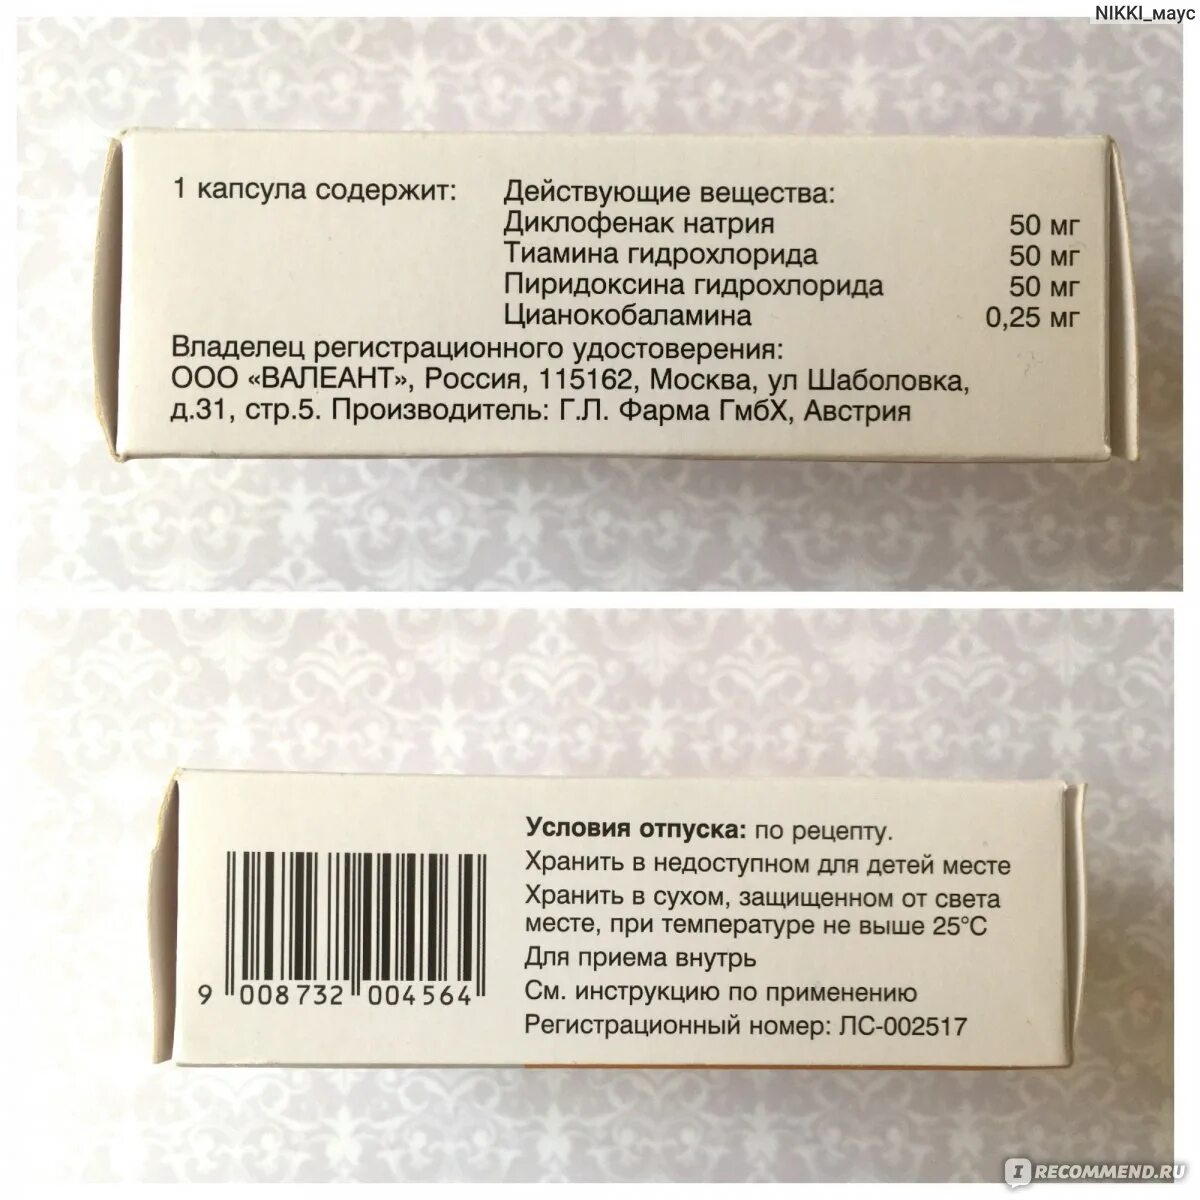 NIKKI_маус
1 капсула содержит: Действующие вещества:
Диклофенак натрия 50 мг
Тиамина гидрохлорида 50 мг
Пиридоксина гидрохлорида 50 мг
Цианокобаламина 0,25 мг
Владелец регистрационного удостоверения:
ООО «ВАЛЕАНТ», Россия, 115162, Москва, ул Шаболовка,
д.31, стр.5. Производитель: Г.Л. Фарма ГмбХ, Австрия
Условия отпуска: по рецепту.
Хранить в недоступном для детей месте
Хранить в сухом, защищенном от света
месте, при температуре не выше 25°С
Для приема внутрь
См. инструкцию по применению
Регистрационный номер: ЛС-002517
9 008732 004564
IRECOMMEND.RU